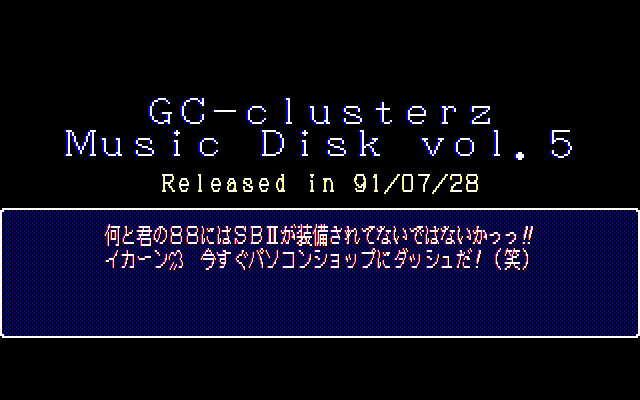 GC-clusterz
Music Disk vol.5
Released in 91/07/28
何と君の88にはSBⅡが装備されてないではないかっっ!!
イカーン 今すぐパソコンショップにダッシュだ!(笑)